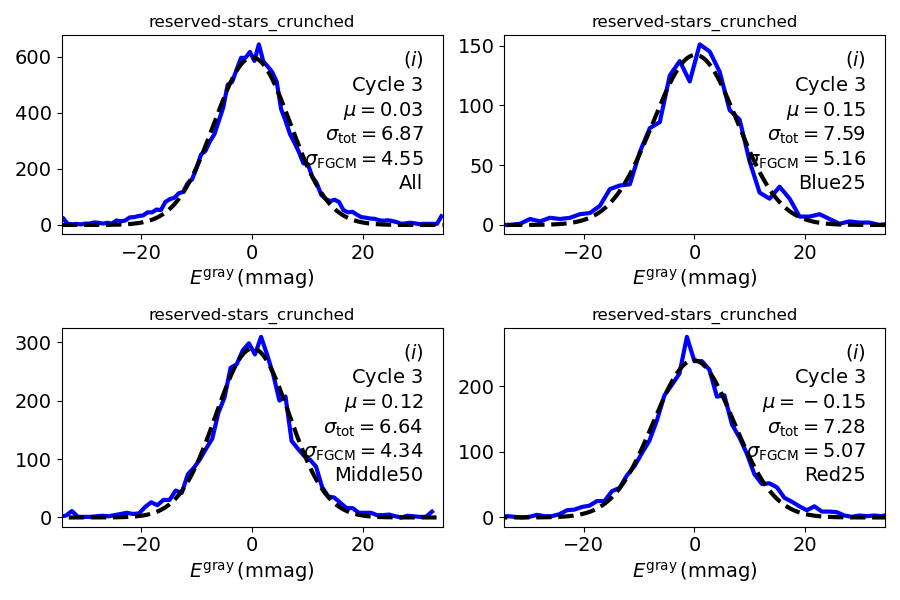 reserved-stars_crunched
600
400
200
0
−20 0 20
E^gray (mmag)
(i)
Cycle 3
μ = 0.03
σ_tot = 6.87
σ_FGCM = 4.55
All
reserved-stars_crunched
150
100
50
0
−20 0 20
E^gray (mmag)
(i)
Cycle 3
μ = 0.15
σ_tot = 7.59
σ_FGCM = 5.16
Blue25
reserved-stars_crunched
300
200
100
0
−20 0 20
E^gray (mmag)
(i)
Cycle 3
μ = 0.12
σ_tot = 6.64
σ_FGCM = 4.34
Middle50
reserved-stars_crunched
200
100
0
−20 0 20
E^gray (mmag)
(i)
Cycle 3
μ = −0.15
σ_tot = 7.28
σ_FGCM = 5.07
Red25